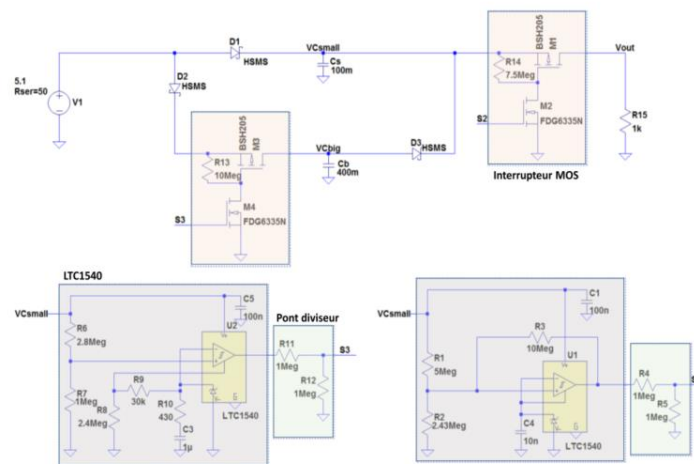 D1
HSMS
VCsmall
Cs
100m
BSH205
M1
R14
7.5Meg
Vout
5.1
Rser=50
V1
D2
HSMS
M2
FDG6335N
S2
R15
1k
BSH205
M3
VCbig
D3
HSMS
R13
10Meg
Cb
400m
Interrupteur MOS
M4
FDG6335N
S3
LTC1540
VCsmall
C5
100n
R6
2.8Meg
U2
Pont diviseur
R11
1Meg
S3
R9
30k
R7
1Meg
R8
2.4Meg
R10
430
C3
1µ
LTC1540
R12
1Meg
VCsmall
C1
100n
R3
10Meg
R1
5Meg
U1
R4
1Meg
R2
2.43Meg
C4
10n
LTC1540
R5
1Meg